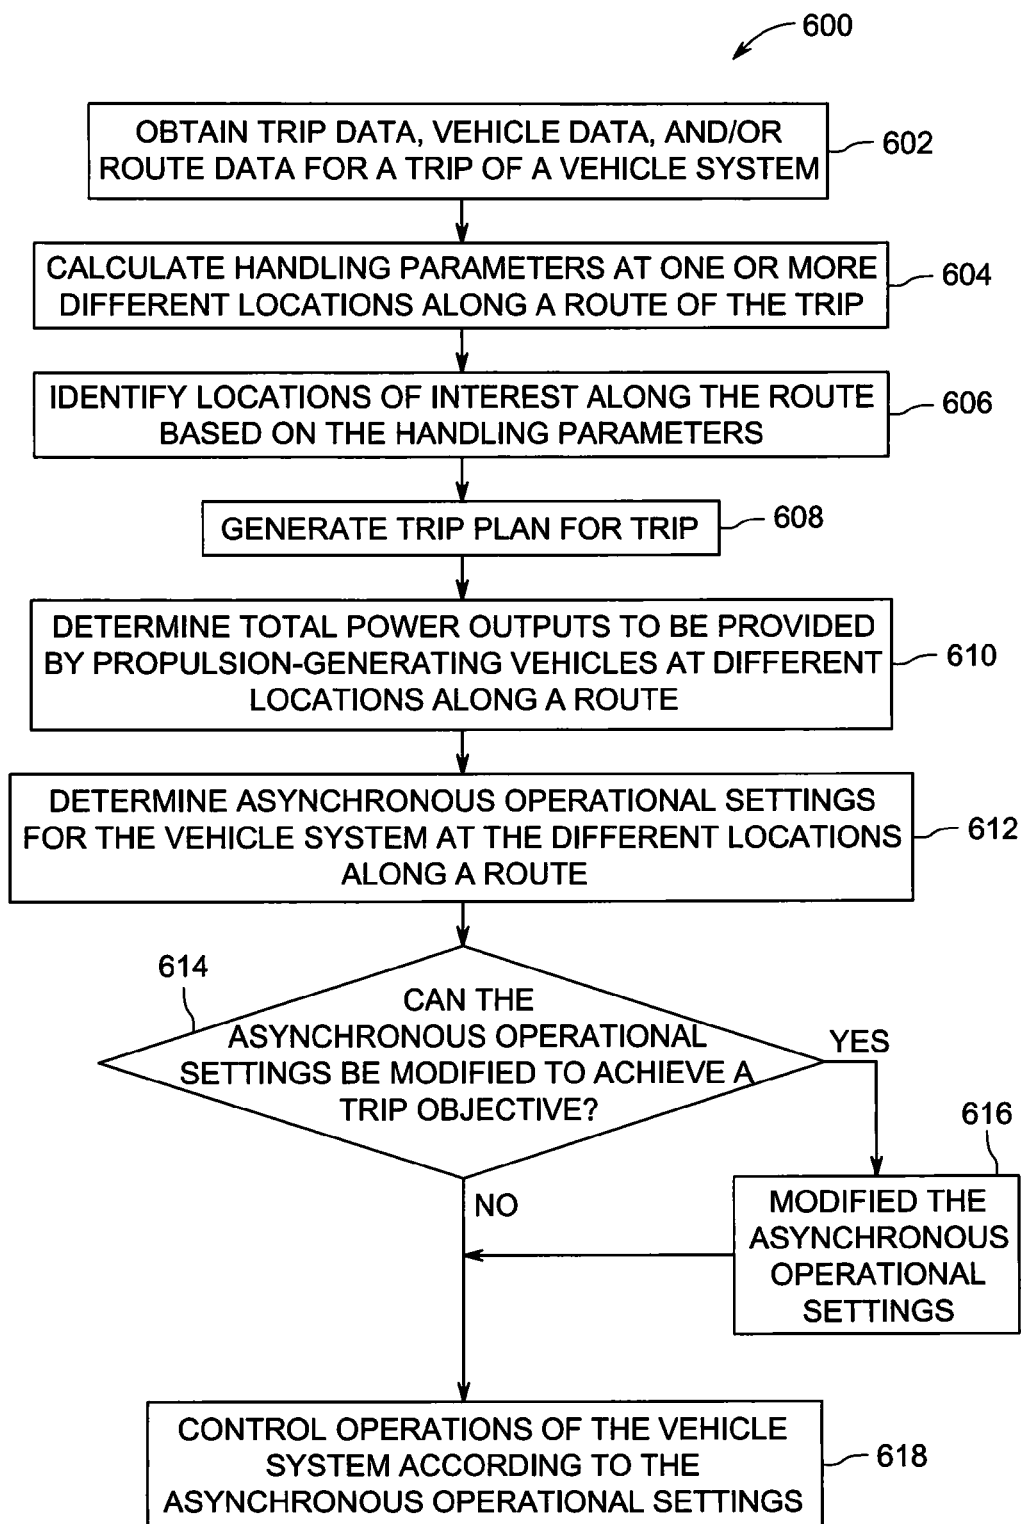 600
OBTAIN TRIP DATA, VEHICLE DATA, AND/OR
ROUTE DATA FOR A TRIP OF A VEHICLE SYSTEM
602
CALCULATE HANDLING PARAMETERS AT ONE OR MORE
DIFFERENT LOCATIONS ALONG A ROUTE OF THE TRIP
604
IDENTIFY LOCATIONS OF INTEREST ALONG THE ROUTE
BASED ON THE HANDLING PARAMETERS
606
GENERATE TRIP PLAN FOR TRIP
608
DETERMINE TOTAL POWER OUTPUTS TO BE PROVIDED
BY PROPULSION-GENERATING VEHICLES AT DIFFERENT
LOCATIONS ALONG A ROUTE
610
DETERMINE ASYNCHRONOUS OPERATIONAL SETTINGS
FOR THE VEHICLE SYSTEM AT THE DIFFERENT LOCATIONS
ALONG A ROUTE
612
614
CAN THE
ASYNCHRONOUS OPERATIONAL
SETTINGS BE MODIFIED TO ACHIEVE A
TRIP OBJECTIVE?
YES
616
MODIFIED THE
ASYNCHRONOUS
OPERATIONAL
SETTINGS
NO
CONTROL OPERATIONS OF THE VEHICLE
SYSTEM ACCORDING TO THE
ASYNCHRONOUS OPERATIONAL SETTINGS
618